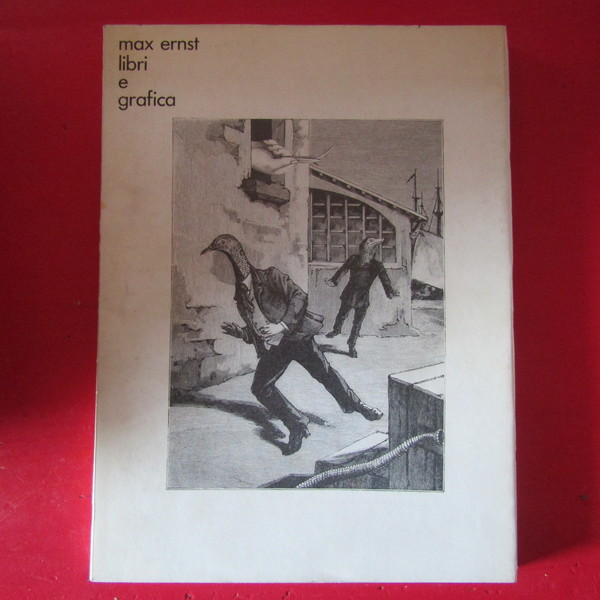 max ernst
libri
e
grafica